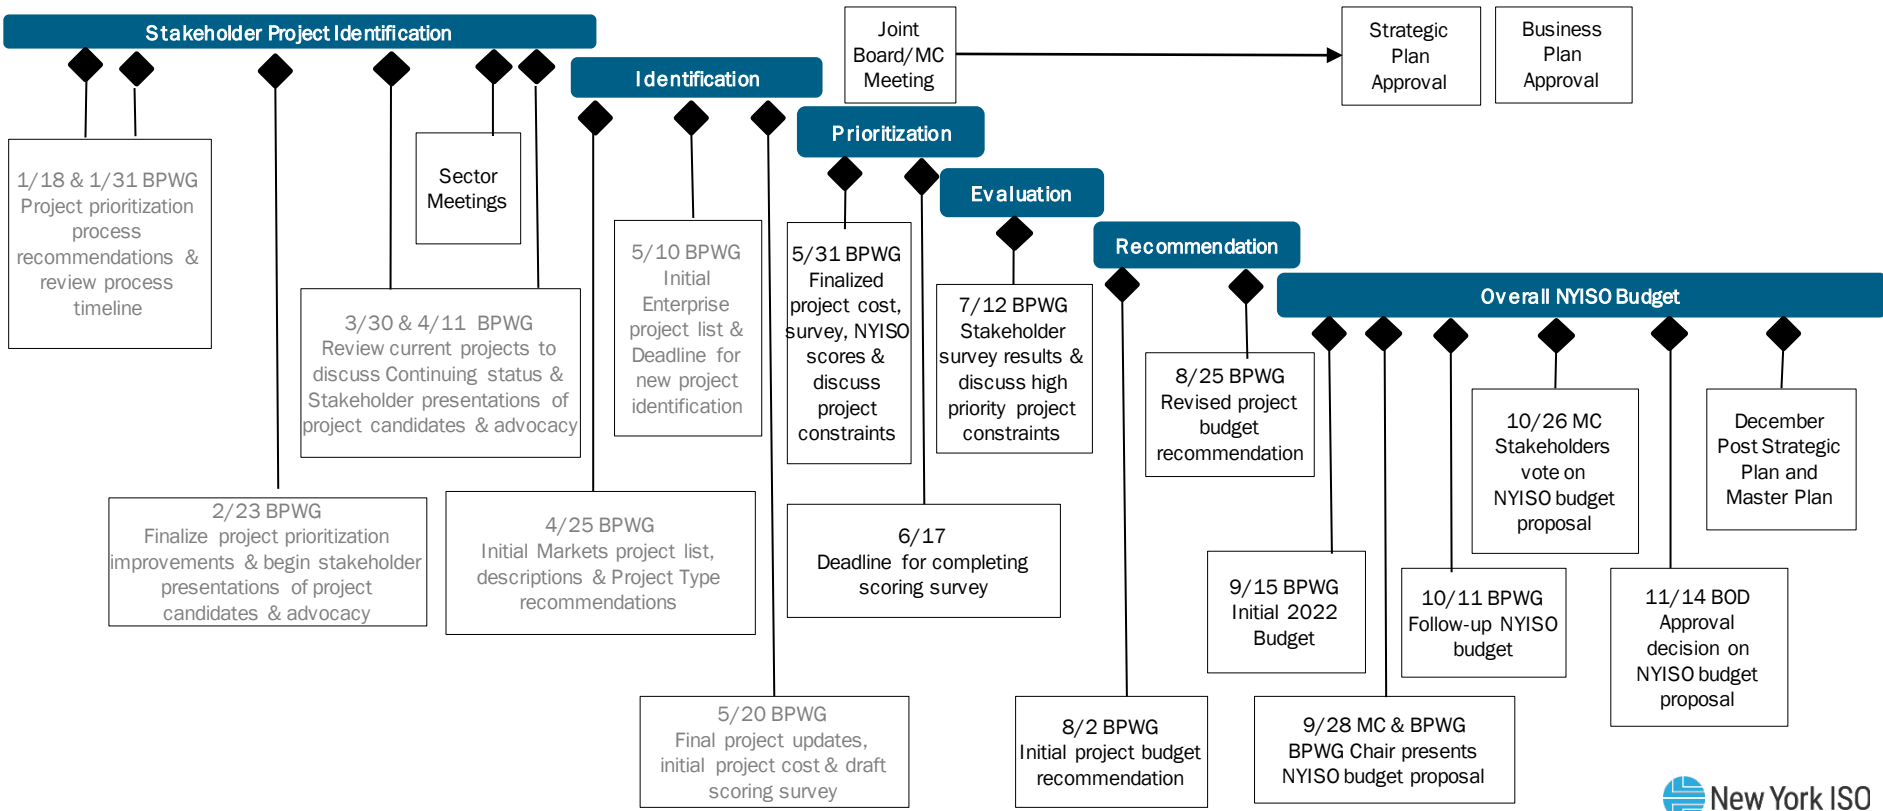 Stakeholder Project Identification
Joint
Board/MC
Meeting
Strategic
Plan
Approval
Business
Plan
Approval
Identification
Prioritization
Evaluation
Recommendation
Overall NYISO Budget
1/18 & 1/31 BPWG
Project prioritization
process
recommendations &
review process
timeline
2/23 BPWG
Finalize project prioritization
improvements & begin stakeholder
presentations of project
candidates & advocacy
3/30 & 4/11 BPWG
Review current projects to
discuss Continuing status &
Stakeholder presentations of
project candidates & advocacy
Sector
Meetings
4/25 BPWG
Initial Markets project list,
descriptions & Project Type
recommendations
5/10 BPWG
Initial
Enterprise
project list &
Deadline for
new project
identification
5/20 BPWG
Final project updates,
initial project cost & draft
scoring survey
5/31 BPWG
Finalized
project cost,
survey, NYISO
scores &
discuss
project
constraints
6/17
Deadline for completing
scoring survey
7/12 BPWG
Stakeholder
survey results &
discuss high
priority project
constraints
8/2 BPWG
Initial project budget
recommendation
8/25 BPWG
Revised project
budget
recommendation
9/15 BPWG
Initial 2022
Budget
9/28 MC & BPWG
BPWG Chair presents
NYISO budget proposal
10/11 BPWG
Follow-up NYISO
budget
10/26 MC
Stakeholders
vote on
NYISO budget
proposal
11/14 BOD
Approval
decision on
NYISO budget
proposal
December
Post Strategic
Plan and
Master Plan
New York ISO